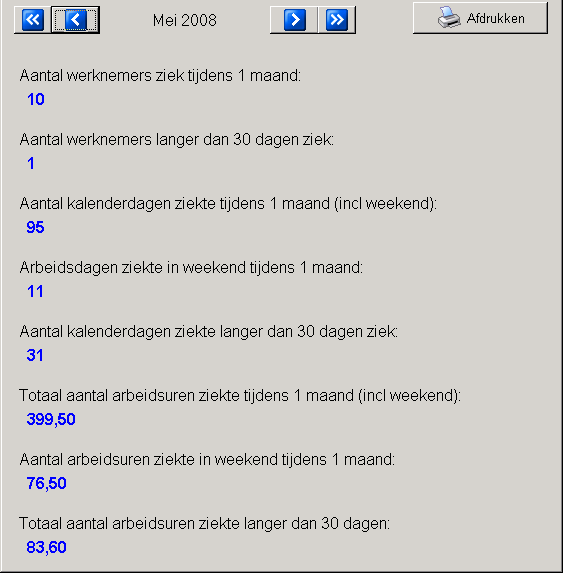 Mei 2008
Afdrukken
Aantal werknemers ziek tijdens 1 maand:
10
Aantal werknemers langer dan 30 dagen ziek:
1
Aantal kalenderdagen ziekte tijdens 1 maand (incl weekend):
95
Arbeidsdagen ziekte in weekend tijdens 1 maand:
11
Aantal kalenderdagen ziekte langer dan 30 dagen ziek:
31
Totaal aantal arbeidsuren ziekte tijdens 1 maand (incl weekend):
399,50
Aantal arbeidsuren ziekte in weekend tijdens 1 maand:
76,50
Totaal aantal arbeidsuren ziekte langer dan 30 dagen:
83,60